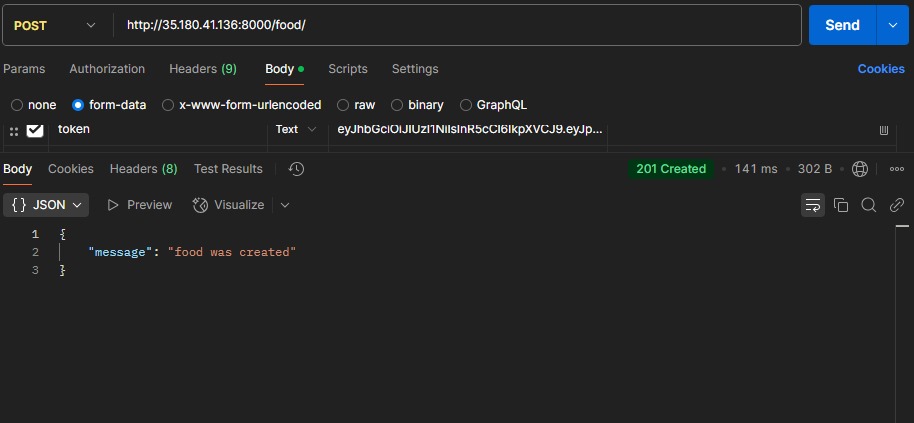 POST http://35.180.41.136:8000/food/ Send
Params Authorization Headers (9) Body Scripts Settings Cookies
none form-data x-www-form-urlencoded raw binary GraphQL
token Text eyJhbGciOiJIUzI1NiIsInR5cCI6IkpXVCJ9.eyJp...
Body Cookies Headers (8) Test Results 201 Created 141 ms 302 B
{} JSON Preview Visualize
1 {
2 "message": "food was created"
3 }